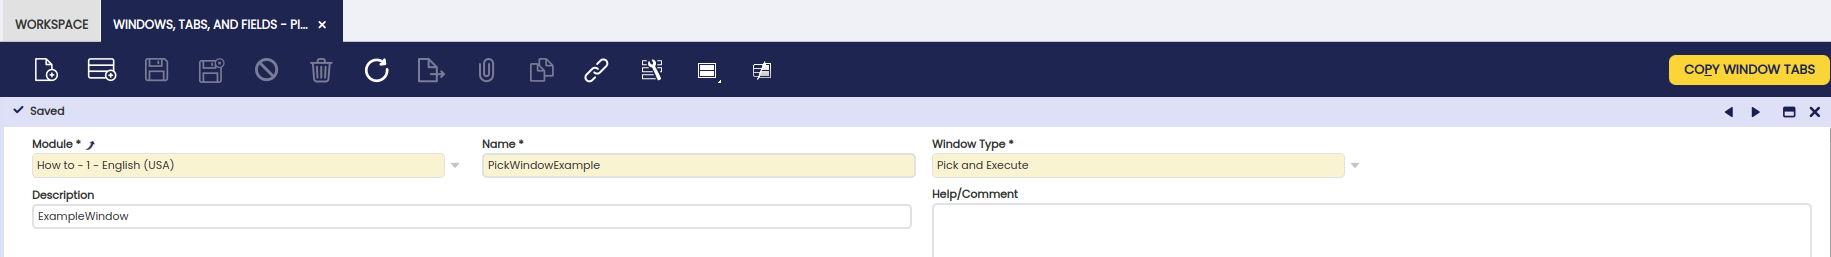 WORKSPACE
WINDOWS, TABS, AND FIELDS - PI...
COPY WINDOW TABS
Saved
Module *
Name *
Window Type *
How to - 1 - English (USA)
PickWindowExample
Pick and Execute
Description
Help/Comment
ExampleWindow